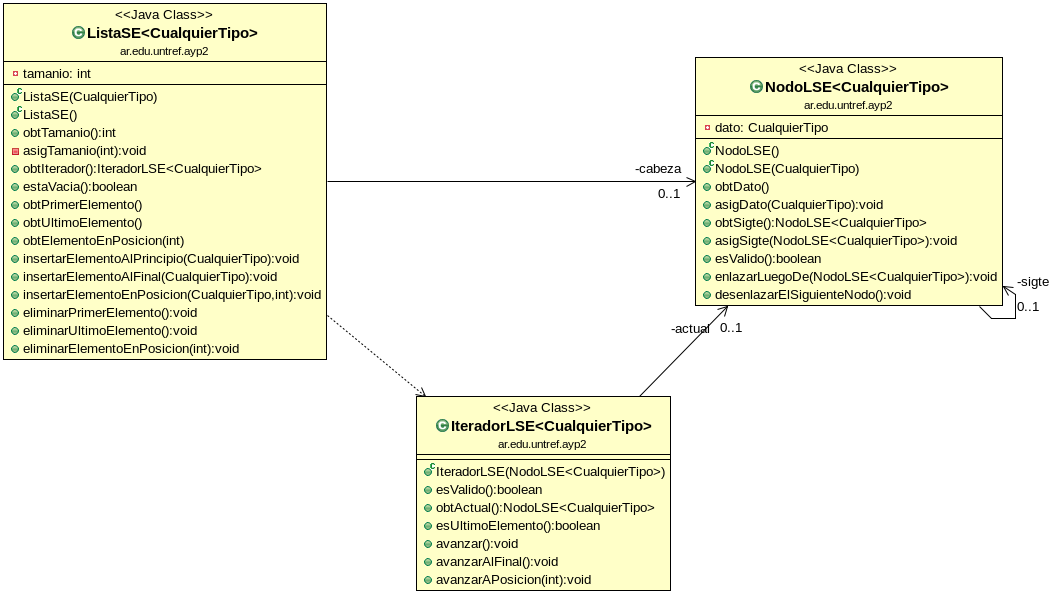 <<Java Class>>
ListaSE<CualquierTipo>
ar.edu.untref.ayp2
tamanio: int
ListaSE(CualquierTipo)
ListaSE()
obtTamanio():int
asigTamanio(int):void
obtIterador():IteradorLSE<CualquierTipo>
estaVacia():boolean
obtPrimerElemento()
obtUltimoElemento()
obtElementoEnPosicion(int)
insertarElementoAlPrincipio(CualquierTipo):void
insertarElementoAlFinal(CualquierTipo):void
insertarElementoEnPosicion(CualquierTipo,int):void
eliminarPrimerElemento():void
eliminarUltimoElemento():void
eliminarElementoEnPosicion(int):void
-cabeza
0..1
<<Java Class>>
NodoLSE<CualquierTipo>
ar.edu.untref.ayp2
dato: CualquierTipo
NodoLSE()
NodoLSE(CualquierTipo)
obtDato()
asigDato(CualquierTipo):void
obtSigte():NodoLSE<CualquierTipo>
asigSigte(NodoLSE<CualquierTipo>):void
esValido():boolean
enlazarLuegoDe(NodoLSE<CualquierTipo>):void
desenlazarElSiguienteNodo():void
-sigte
0..1
-actual
0..1
<<Java Class>>
IteradorLSE<CualquierTipo>
ar.edu.untref.ayp2
IteradorLSE(NodoLSE<CualquierTipo>)
esValido():boolean
obtActual():NodoLSE<CualquierTipo>
esUltimoElemento():boolean
avanzar():void
avanzarAlFinal():void
avanzarAPosicion(int):void